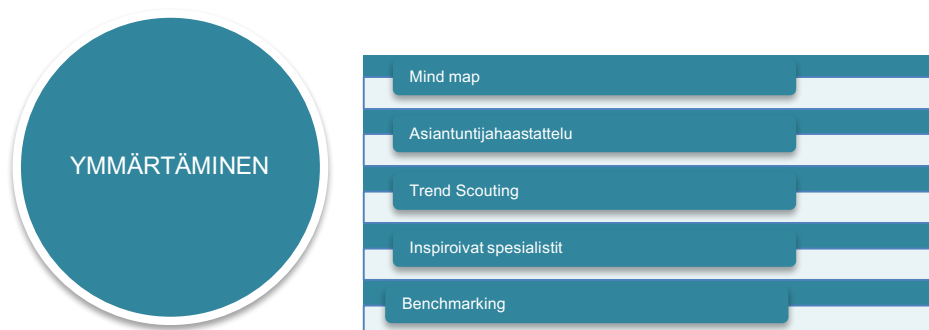 YMMÄRTÄMINEN
Mind map
Asiantuntijahaastattelu
Trend Scouting
Inspiroivat spesialistit
Benchmarking